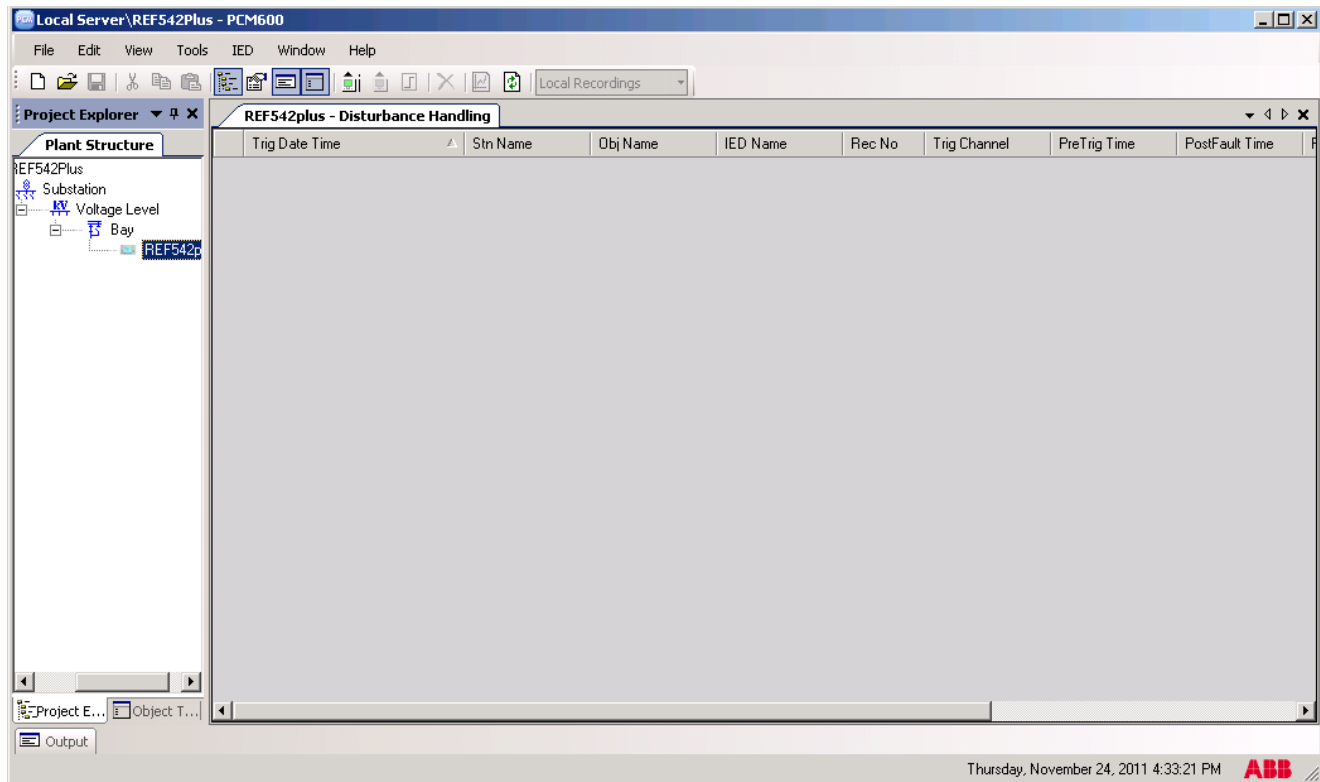 Local Server\REF542Plus - PCM600
File Edit View Tools IED Window Help
Local Recordings
Project Explorer
REF542plus - Disturbance Handling
Plant Structure
Trig Date Time Stn Name Obj Name IED Name Rec No Trig Channel PreTrig Time PostFault Time
REF542Plus
Substation
Voltage Level
Bay
REF542p
Project E... Object T...
Output
Thursday, November 24, 2011 4:33:21 PM ABB